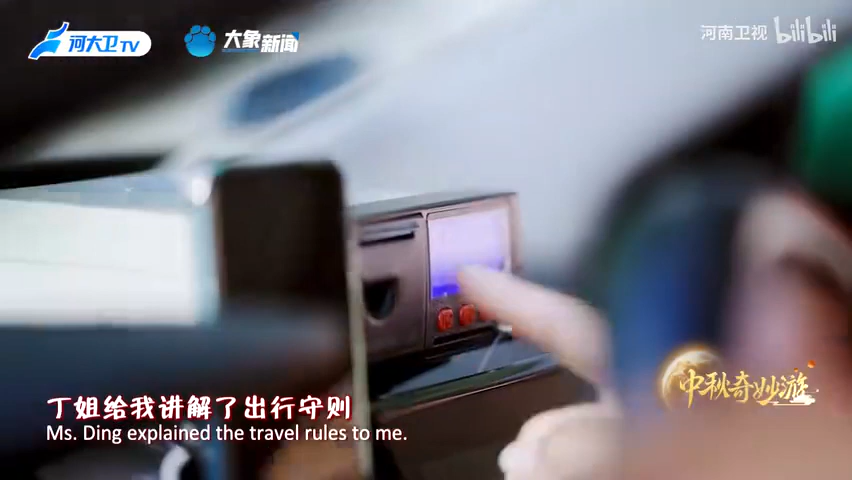 河大卫TV
大象新闻
河南卫视 bilibili
中秋奇妙游
丁姐给我讲解了出行守则
Ms. Ding explained the travel rules to me.